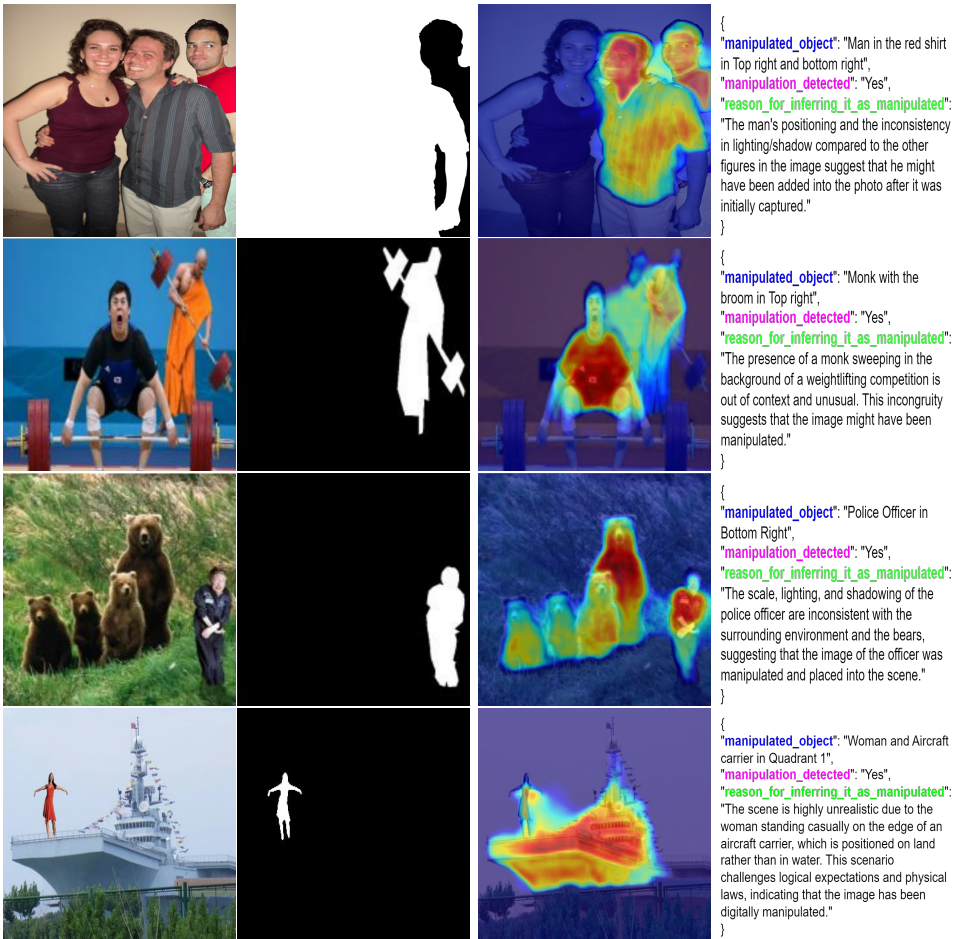 {
"manipulated_object": "Man in the red shirt
in Top right and bottom right",
"manipulation_detected": "Yes",
"reason_for_inferring_it_as_manipulated":
"The man's positioning and the inconsistency
in lighting/shadow compared to the other
figures in the image suggest that he might
have been added into the photo after it was
initially captured."
}
{
"manipulated_object": "Monk with the
broom in Top right",
"manipulation_detected": "Yes",
"reason_for_inferring_it_as_manipulated":
"The presence of a monk sweeping in the
background of a weightlifting competition is
out of context and unusual. This incongruity
suggests that the image might have been
manipulated."
}
{
"manipulated_object": "Police Officer in
Bottom Right",
"manipulation_detected": "Yes",
"reason_for_inferring_it_as_manipulated":
"The scale, lighting, and shadowing of the
police officer are inconsistent with the
surrounding environment and the bears,
suggesting that the image of the officer was
manipulated and placed into the scene."
}
{
"manipulated_object": "Woman and Aircraft
carrier in Quadrant 1",
"manipulation_detected": "Yes",
"reason_for_inferring_it_as_manipulated":
"The scene is highly unrealistic due to the
woman standing casually on the edge of an
aircraft carrier, which is positioned on land
rather than in water. This scenario
challenges logical expectations and physical
laws, indicating that the image has been
digitally manipulated."
}